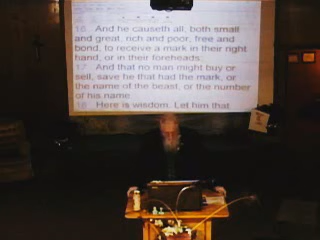 16 And he causeth all, both small
and great, rich and poor, free and
bond, to receive a mark in their right
hand, or in their foreheads:
17 And that no man might buy or
sell, save he that had the mark, or
the name of the beast, or the number
of his name.
18 Here is wisdom. Let him that